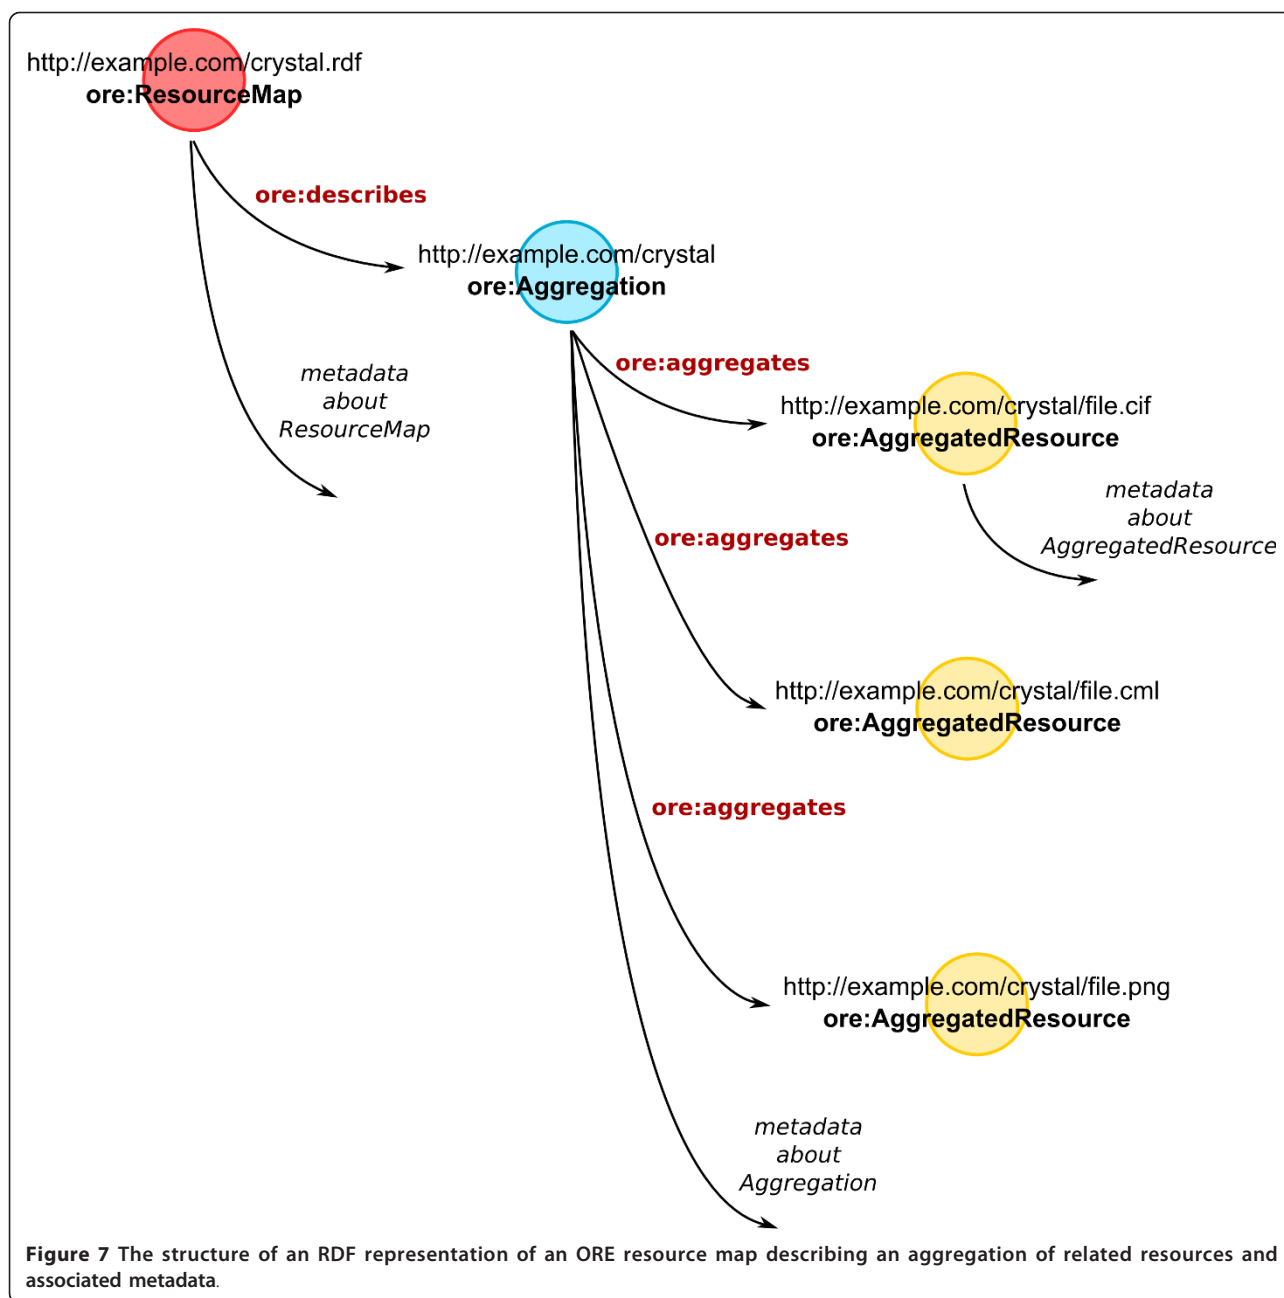 http://example.com/crystal.rdf
ore:ResourceMap
ore:describes
http://example.com/crystal
ore:Aggregation
metadata
about
ResourceMap
ore:aggregates
http://example.com/crystal/file.cif
ore:AggregatedResource
metadata
about
AggregatedResource
ore:aggregates
http://example.com/crystal/file.cml
ore:AggregatedResource
ore:aggregates
http://example.com/crystal/file.png
ore:AggregatedResource
metadata
about
Aggregation
Figure 7 The structure of an RDF representation of an ORE resource map describing an aggregation of related resources and
associated metadata.